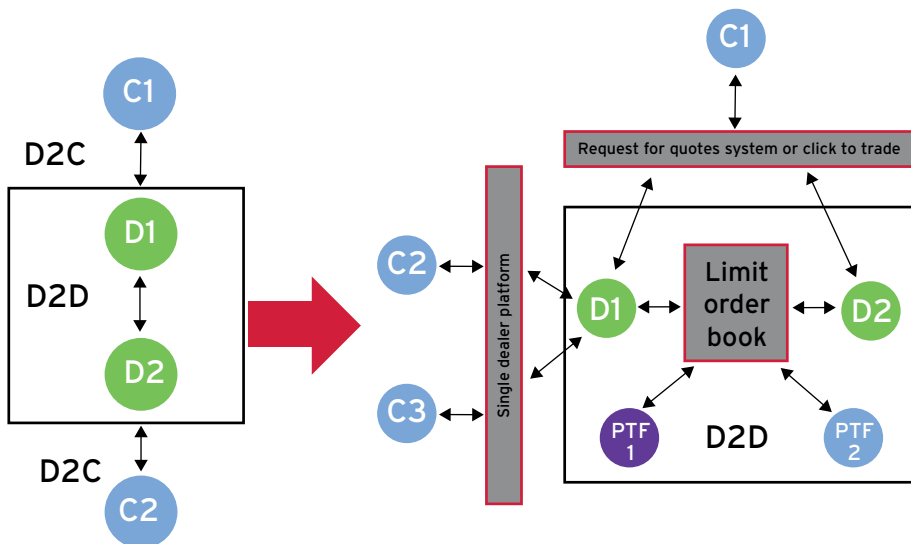 C1
D2C
D1
D2D
D2
D2C
C2
C1
Request for quotes system or click to trade
C2
C3
Single dealer platform
D1
Limit
order
book
D2
PTF
1
D2D
PTF
2